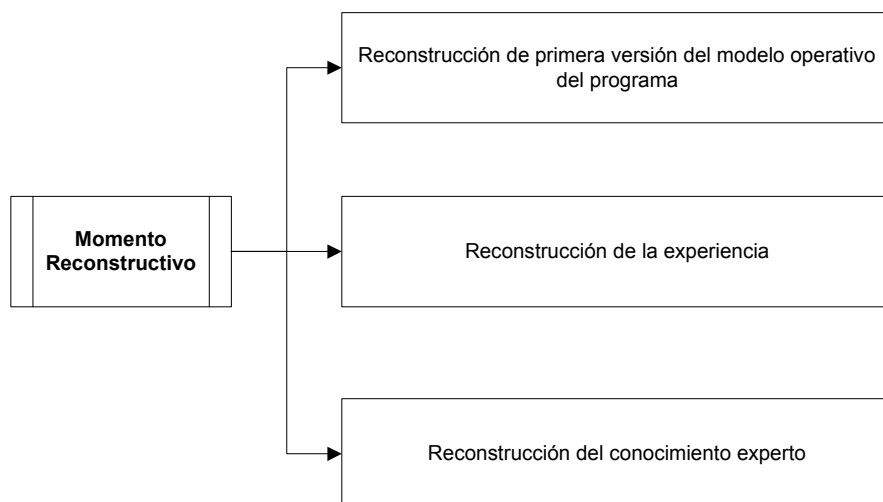 Reconstrucción de primera versión del modelo operativo
del programa
Momento
Reconstructivo
Reconstrucción de la experiencia
Reconstrucción del conocimiento experto